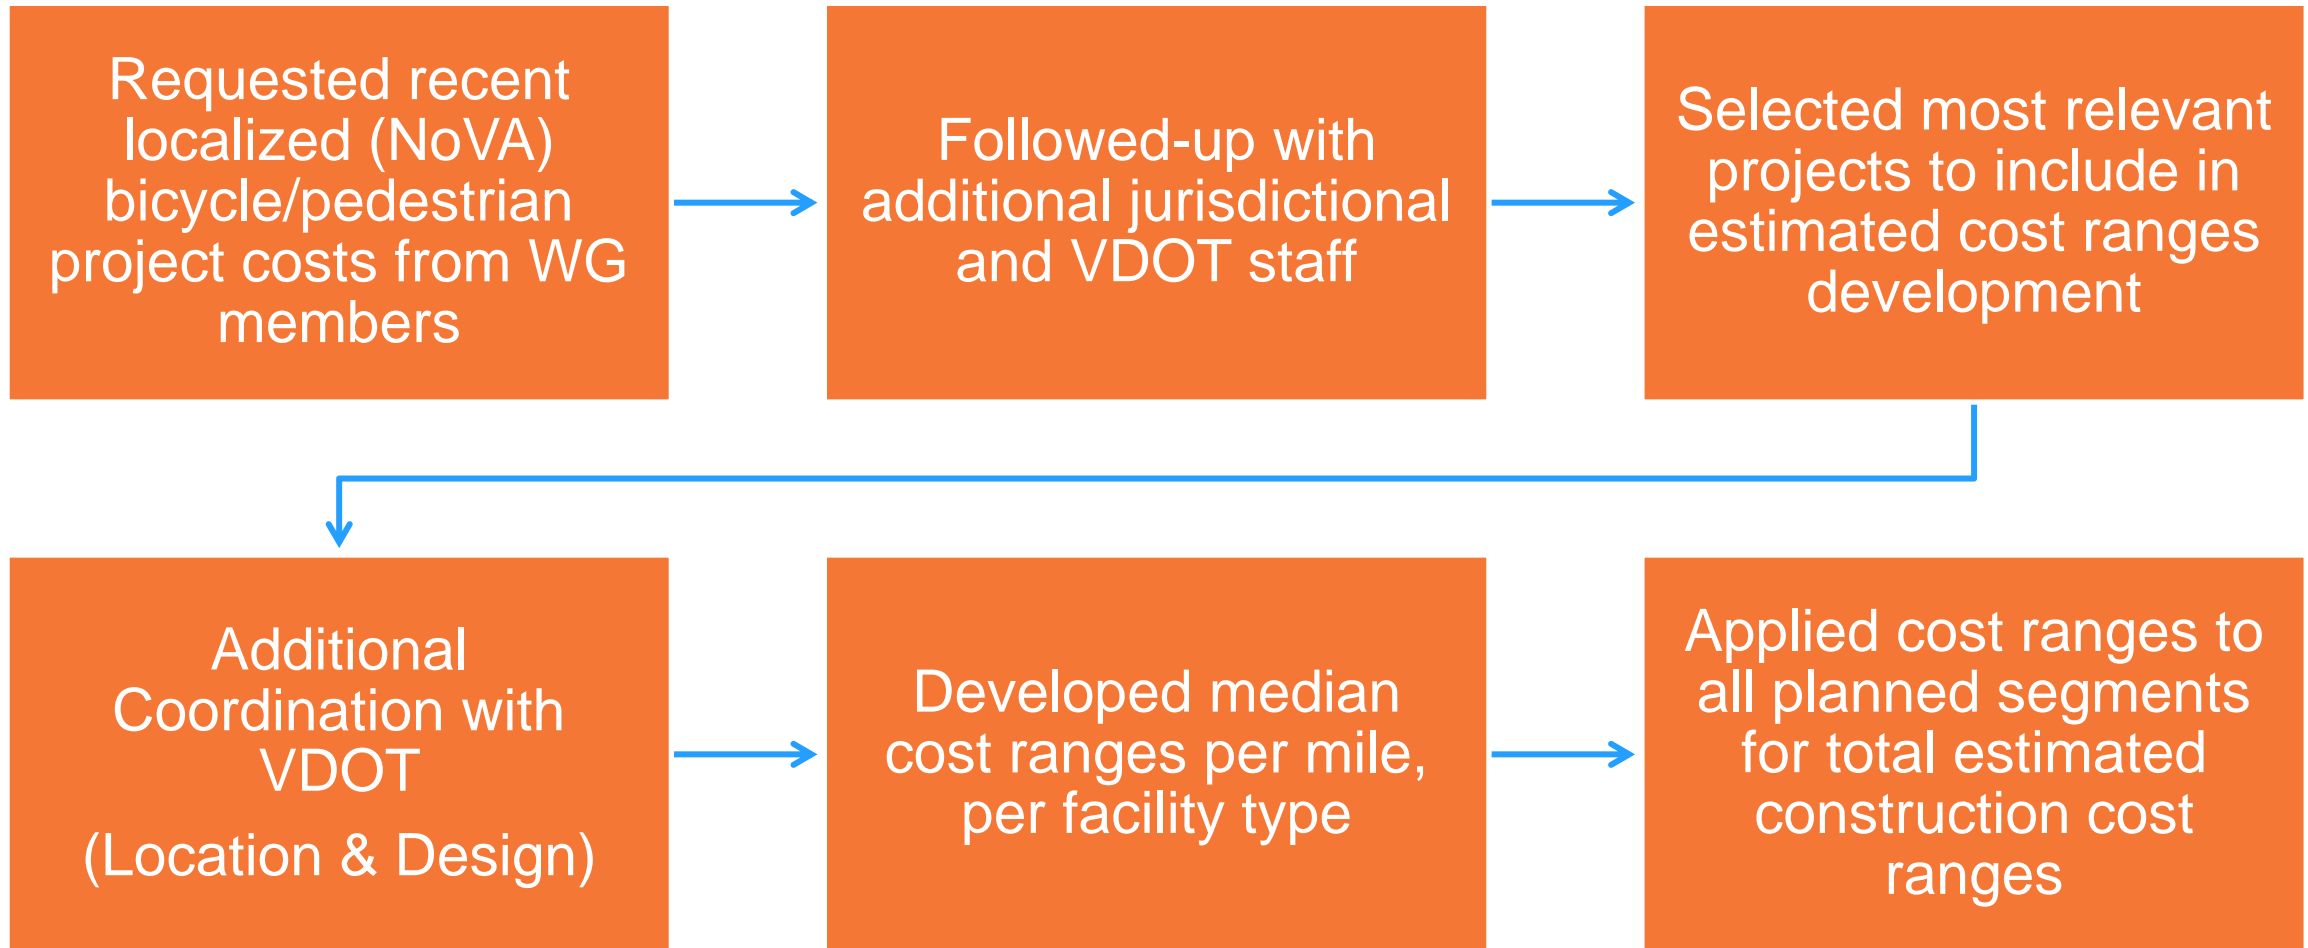 Requested recent
localized (NoVA)
bicycle/pedestrian
project costs from WG
members
Followed-up with
additional jurisdictional
and VDOT staff
Selected most relevant
projects to include in
estimated cost ranges
development
Additional
Coordination with
VDOT
(Location & Design)
Developed median
cost ranges per mile,
per facility type
Applied cost ranges to
all planned segments
for total estimated
construction cost
ranges